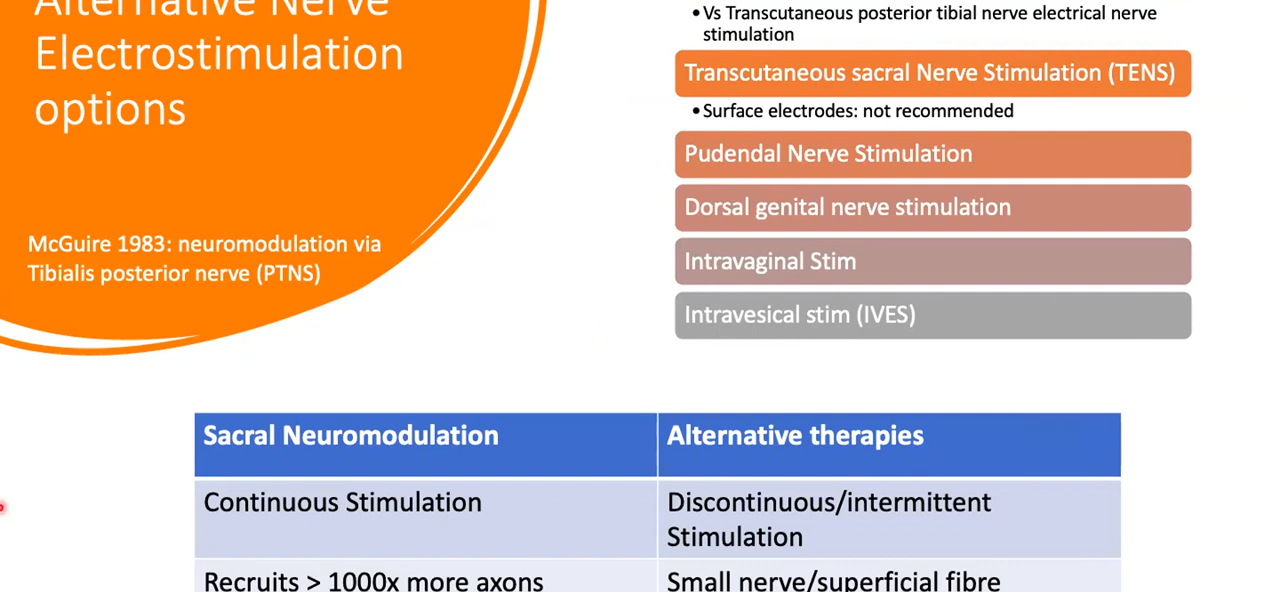 Alternative Nerve
Electrostimulation
options
McGuire 1983: neuromodulation via
Tibialis posterior nerve (PTNS)
•Vs Transcutaneous posterior tibial nerve electrical nerve
stimulation
Transcutaneous sacral Nerve Stimulation (TENS)
•Surface electrodes: not recommended
Pudendal Nerve Stimulation
Dorsal genital nerve stimulation
Intravaginal Stim
Intravesical stim (IVES)
Sacral Neuromodulation
Alternative therapies
Continuous Stimulation
Discontinuous/intermittent
Stimulation
Recruits > 1000x more axons
Small nerve/superficial fibre